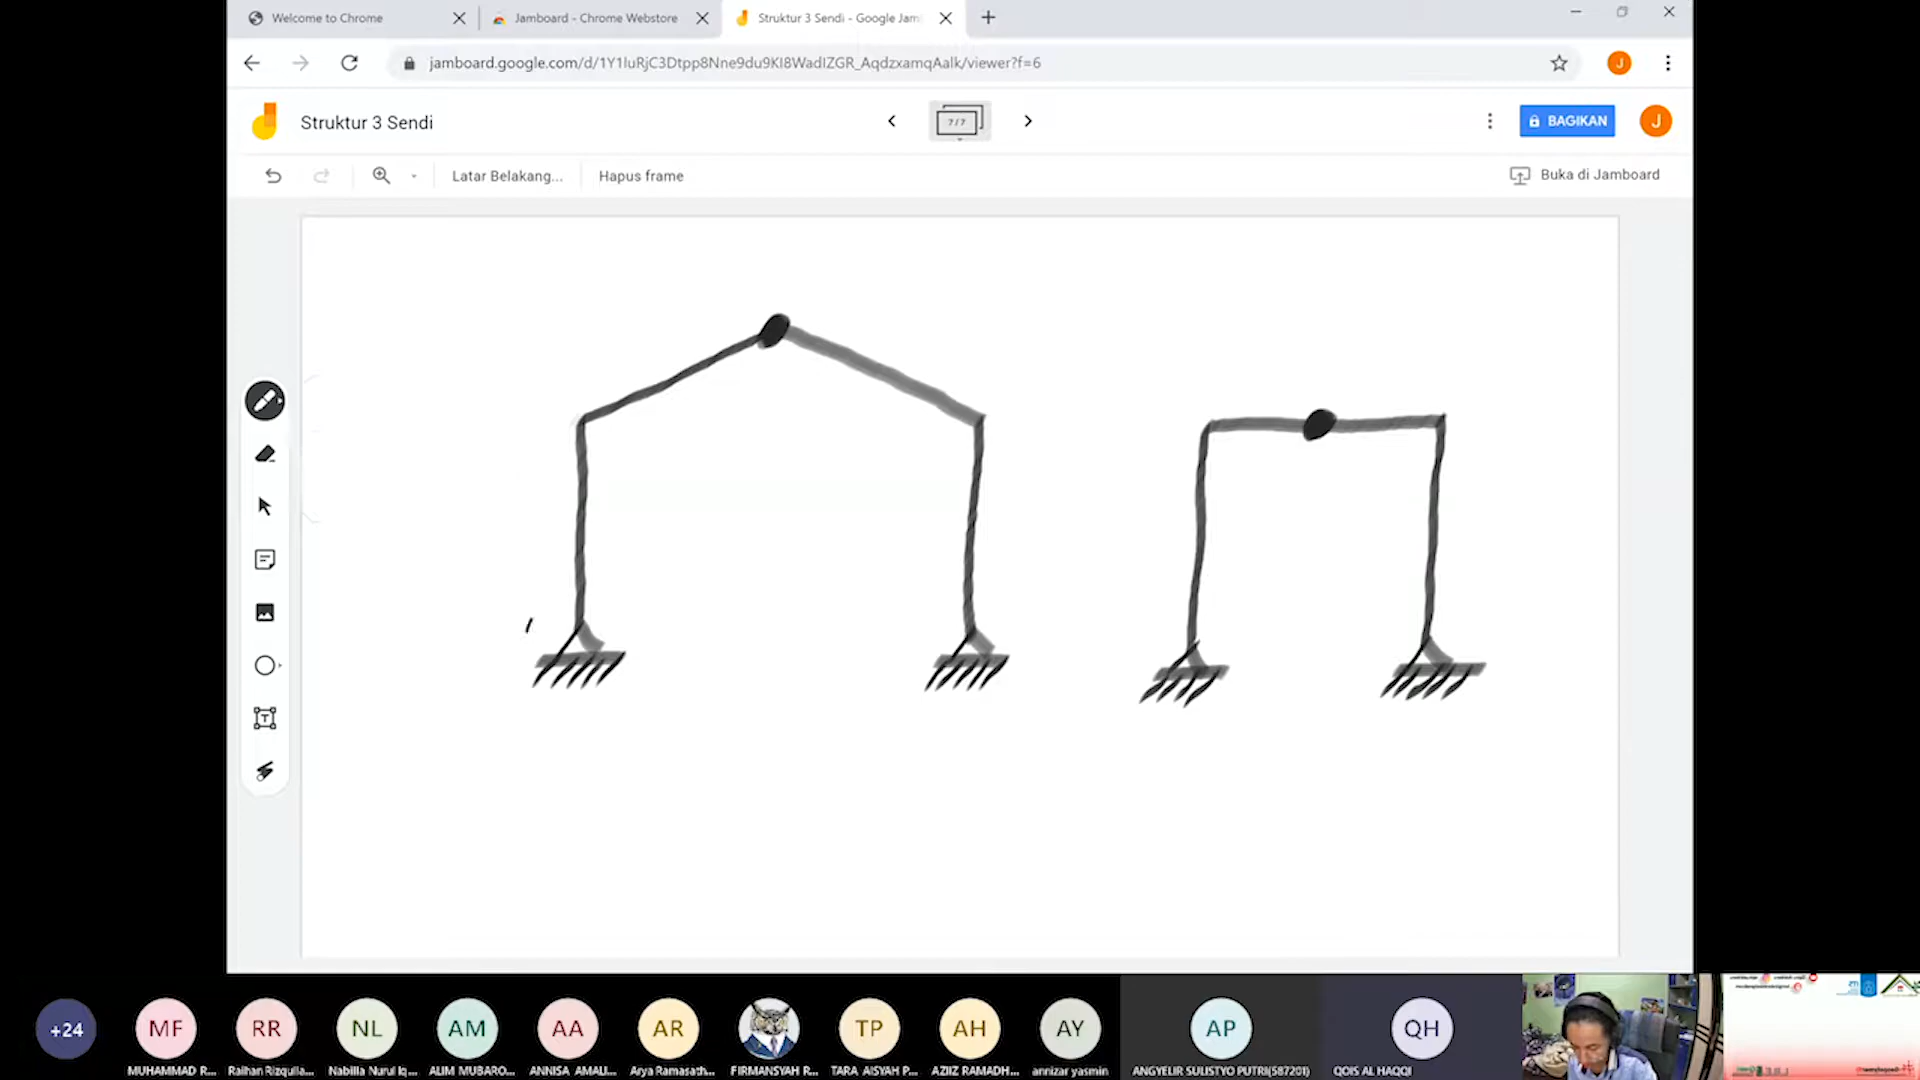 Welcome to Chrome
Jamboard - Chrome Webstore
Struktur 3 Sendi - Google Jam
jamboard.google.com/d/1Y1luRjC3Dtpp8Nne9du9KI8WadIZGR_AqdzxamqAalk/viewer?f=6
J
Struktur 3 Sendi
7 / 7
BAGIKAN
J
Latar Belakang...
Hapus frame
Buka di Jamboard
+24
MF
RR
NL
AM
AA
AR
TP
AH
AY
AP
QH
MUHAMMAD R...
Raihan Rizqulla...
Nabilla Nurul Iq...
ALIM MUBARO...
ANNISA AMALI...
Arya Ramasath...
FIRMANSYAH R...
TARA AISYAH P...
AZIIZ RAMADH...
annizar yasmin
ANGYELIR SULISTYO PUTRI(587201)
QOIS AL HAQQI